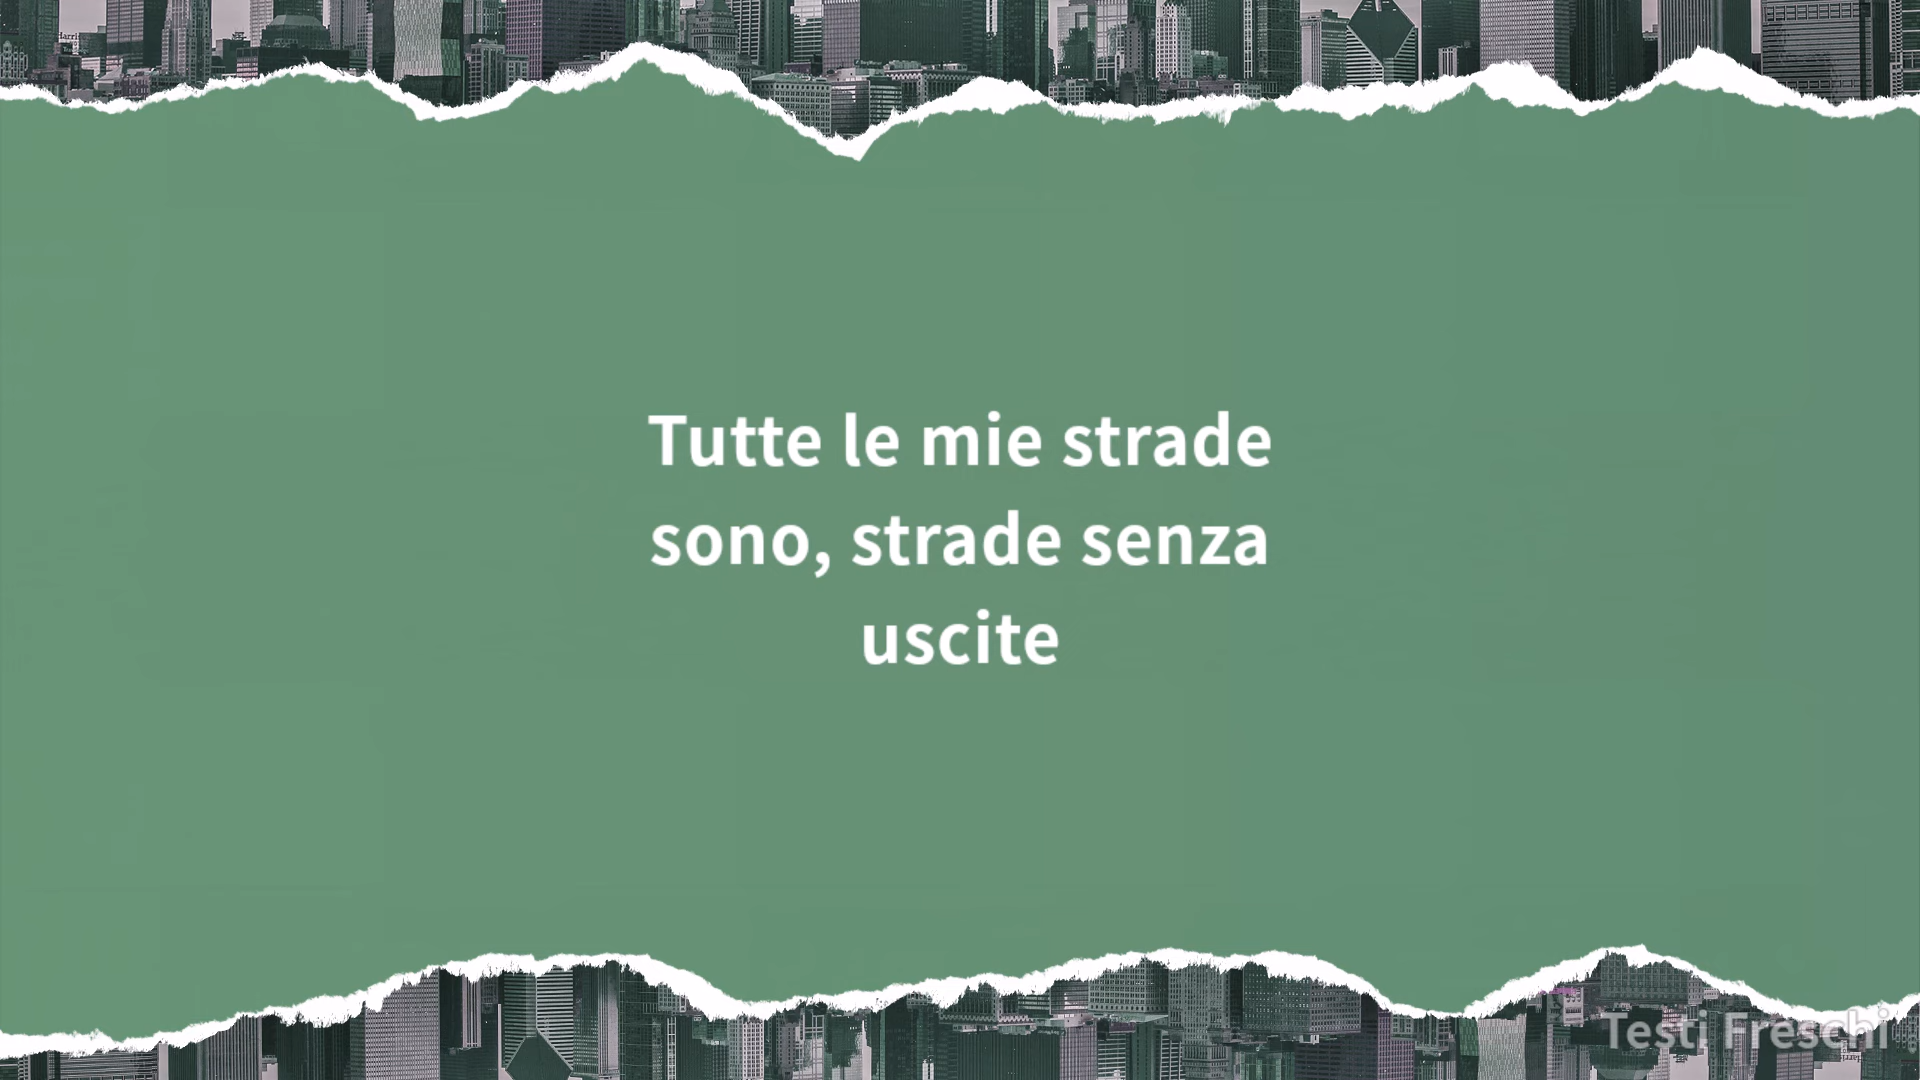 Tutte le mie strade
sono, strade senza
uscite
Testi Freschi